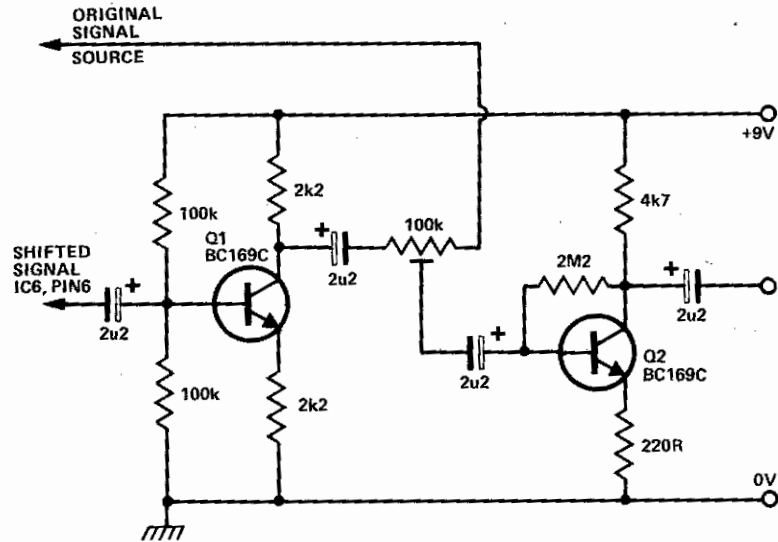 ORIGINAL
SIGNAL
SOURCE
+9V
2k2
4k7
100k
Q1
BC169C
+
100k
2M2
+
SHIFTED
SIGNAL
IC6, PIN6
+
2u2
+
2u2
2u2
2u2
Q2
BC169C
100k
2k2
220R
0V